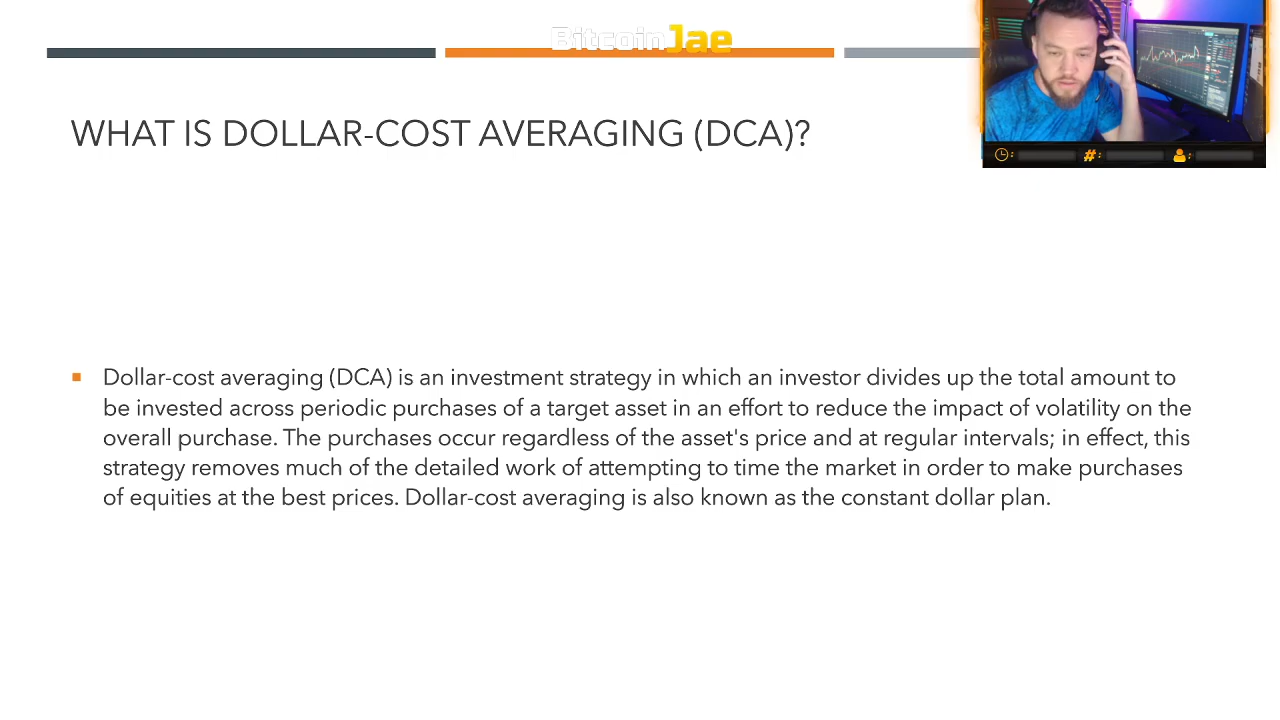 BitcoinJae
WHAT IS DOLLAR-COST AVERAGING (DCA)?
#:
Dollar-cost averaging (DCA) is an investment strategy in which an investor divides up the total amount to
be invested across periodic purchases of a target asset in an effort to reduce the impact of volatility on the
overall purchase. The purchases occur regardless of the asset's price and at regular intervals; in effect, this
strategy removes much of the detailed work of attempting to time the market in order to make purchases
of equities at the best prices. Dollar-cost averaging is also known as the constant dollar plan.